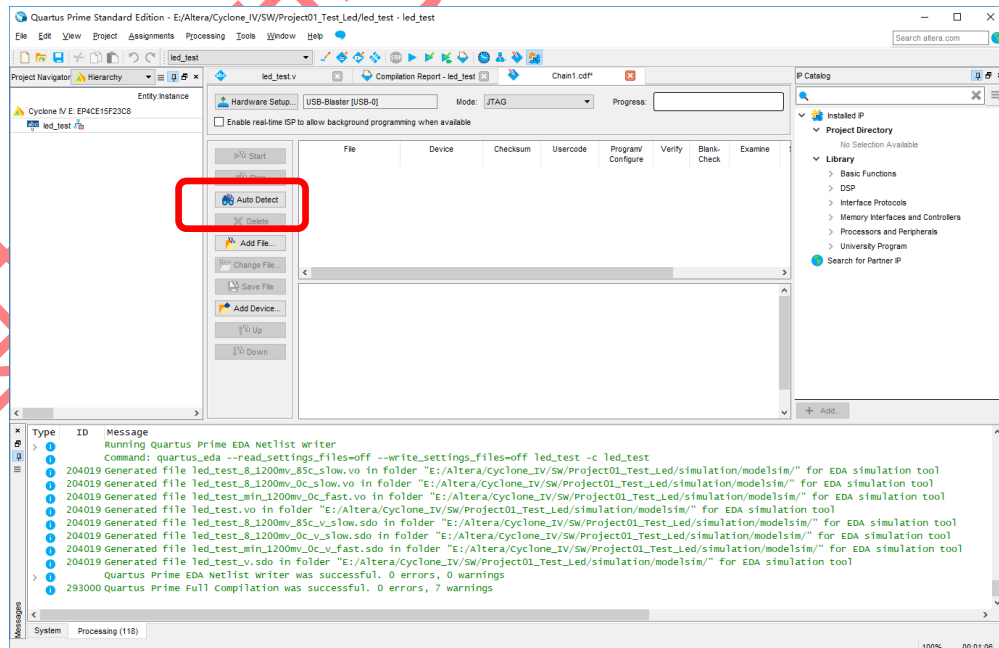 Quartus Prime Standard Edition - E:/Altera/Cyclone_IV/SW/Project01_Test_Led/led_test - led_test
File Edit View Project Assignments Processing Tools Window Help
Search altera.com
led_test
Project Navigator Hierarchy
led_test.v
Compilation Report - led_test
Chain1.cdf*
IP Catalog
Entity:Instance
Cyclone IV E: EP4CE15F23C8
led_test
Hardware Setup... USB-Blaster [USB-0] Mode: JTAG Progress:
Enable real-time ISP to allow background programming when available
Start
Stop
Auto Detect
Delete
Add File...
Change File...
Save File
Add Device...
Up
Down
File Device Checksum Usercode Program/ Configure Verify Blank- Check Examine
Installed IP
Project Directory
No Selection Available
Library
Basic Functions
DSP
Interface Protocols
Memory Interfaces and Controllers
Processors and Peripherals
University Program
Search for Partner IP
+ Add...
Type ID Message
Running Quartus Prime EDA Netlist Writer
Command: quartus_eda --read_settings_files=off --write_settings_files=off led_test -c led_test
204019 Generated file led_test_8_1200mv_85c_slow.vo in folder "E:/Altera/Cyclone_IV/SW/Project01_Test_Led/simulation/modelsim/" for EDA simulation tool
204019 Generated file led_test_8_1200mv_0c_slow.vo in folder "E:/Altera/Cyclone_IV/SW/Project01_Test_Led/simulation/modelsim/" for EDA simulation tool
204019 Generated file led_test_min_1200mv_0c_fast.vo in folder "E:/Altera/Cyclone_IV/SW/Project01_Test_Led/simulation/modelsim/" for EDA simulation tool
204019 Generated file led_test.vo in folder "E:/Altera/Cyclone_IV/SW/Project01_Test_Led/simulation/modelsim/" for EDA simulation tool
204019 Generated file led_test_8_1200mv_85c_v_slow.sdo in folder "E:/Altera/Cyclone_IV/SW/Project01_Test_Led/simulation/modelsim/" for EDA simulation tool
204019 Generated file led_test_8_1200mv_0c_v_slow.sdo in folder "E:/Altera/Cyclone_IV/SW/Project01_Test_Led/simulation/modelsim/" for EDA simulation tool
204019 Generated file led_test_min_1200mv_0c_v_fast.sdo in folder "E:/Altera/Cyclone_IV/SW/Project01_Test_Led/simulation/modelsim/" for EDA simulation tool
204019 Generated file led_test_v.sdo in folder "E:/Altera/Cyclone_IV/SW/Project01_Test_Led/simulation/modelsim/" for EDA simulation tool
Quartus Prime EDA Netlist Writer was successful. 0 errors, 0 warnings
293000 Quartus Prime Full Compilation was successful. 0 errors, 7 warnings
Messages
System Processing (118)
100% 00:01:06